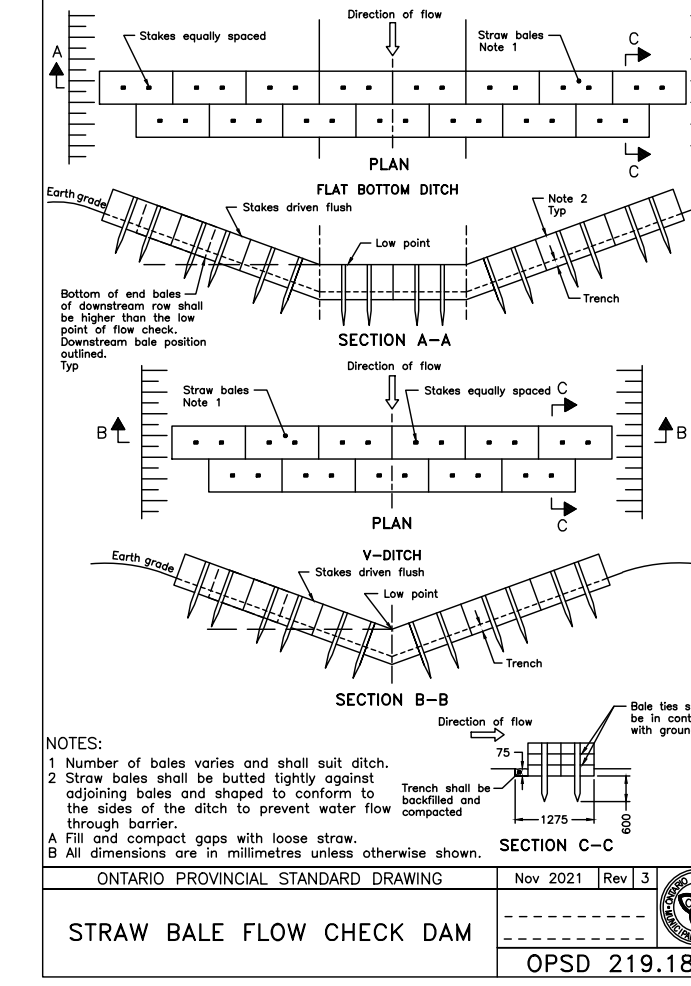 Direction of flow
A
Stakes equally spaced
Straw bales
Note 1
C
C
PLAN
FLAT BOTTOM DITCH
Earth grade
Stakes driven flush
Note 2
Typ
Low point
Bottom of end bales
of downstream row shall
be higher than the low
point of flow check.
Downstream bale position
outlined.
Typ
Trench
SECTION A-A
Direction of flow
Straw bales
Note 1
Stakes equally spaced
C
B
B
C
PLAN
V-DITCH
Earth grade
Stakes driven flush
Low point
Trench
SECTION B-B
Direction of flow
Bale ties
be in
with
75
Trench shall be
backfilled and
compacted
1275
600
SECTION C-C
NOTES:
1 Number of bales varies and shall suit ditch.
2 Straw bales shall be butted tightly against
adjoining bales and shaped to conform to
the sides of the ditch to prevent water flow
through barrier.
A Fill and compact gaps with loose straw.
B All dimensions are in millimetres unless otherwise shown.
ONTARIO PROVINCIAL STANDARD DRAWING
Nov 2021 Rev 3
STRAW BALE FLOW CHECK DAM
OPSD 219.18